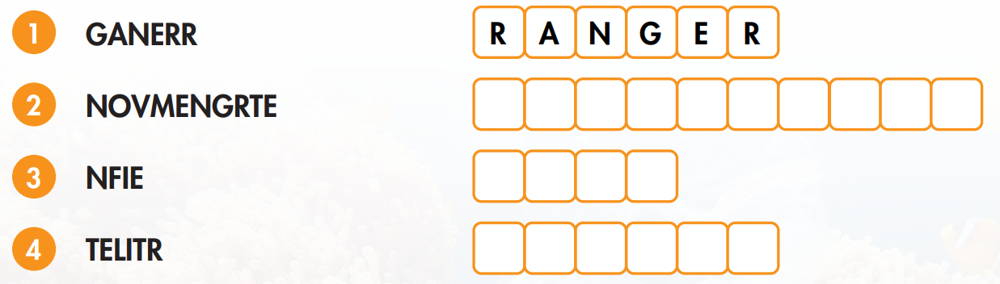 1 GANERR R A N G E R
2 NOVMENGRTE
3 NFIE
4 TELITR